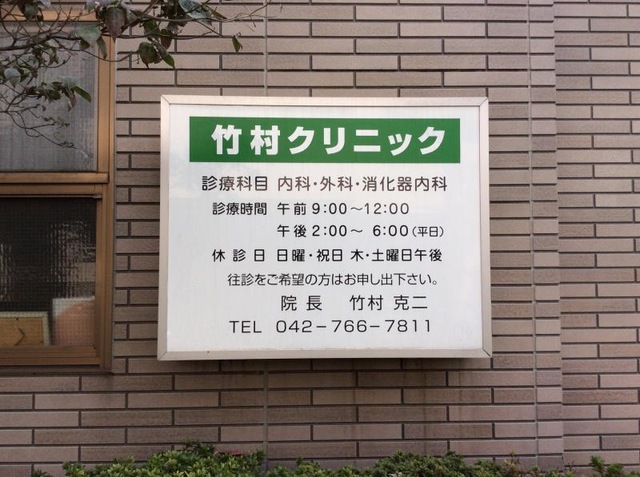 竹村クリニック
診療科目 内科・外科・消化器内科
診療時間 午前 9:00～12:00
午後 2:00～ 6:00(平日)
休診日 日曜・祝日 木・土曜日午後
往診をご希望の方はお申し出下さい。
院長 竹村 克二
TEL 042－766－7811